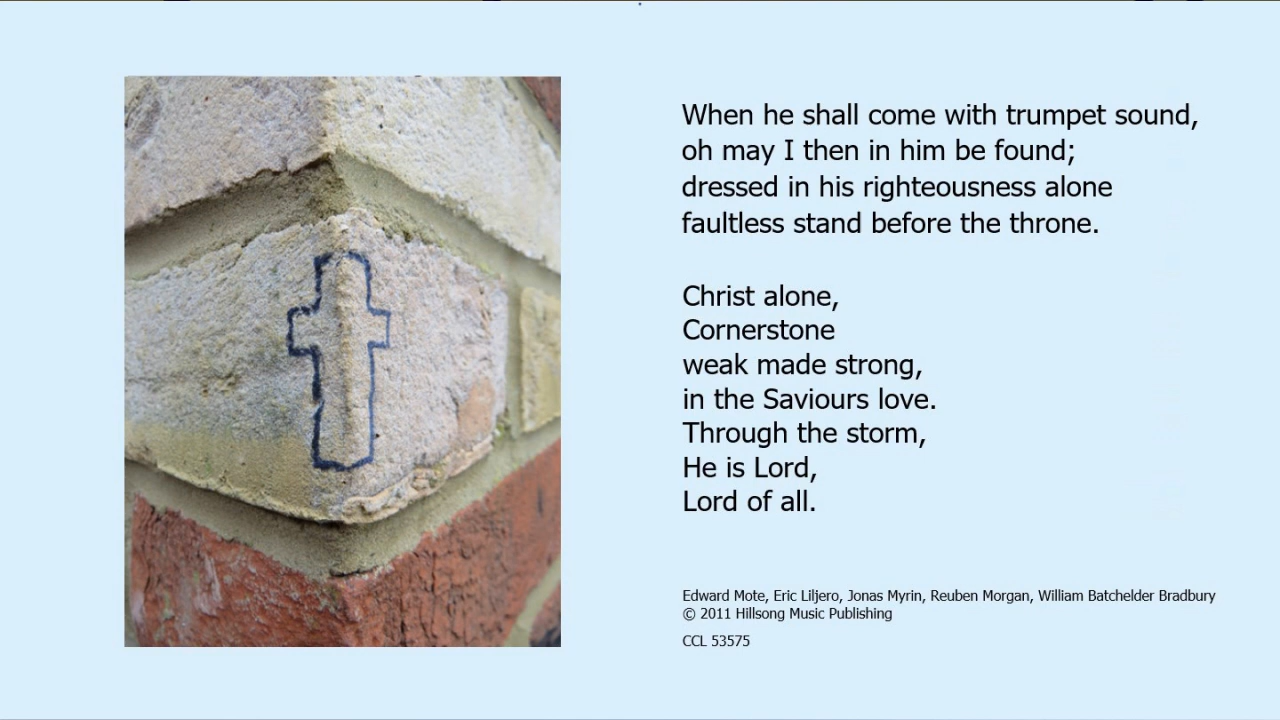 When he shall come with trumpet sound,
oh may I then in him be found;
dressed in his righteousness alone
faultless stand before the throne.
Christ alone,
Cornerstone
weak made strong,
in the Saviours love.
Through the storm,
He is Lord,
Lord of all.
Edward Mote, Eric Liljero, Jonas Myrin, Reuben Morgan, William Batchelder Bradbury
© 2011 Hillsong Music Publishing
CCL 53575